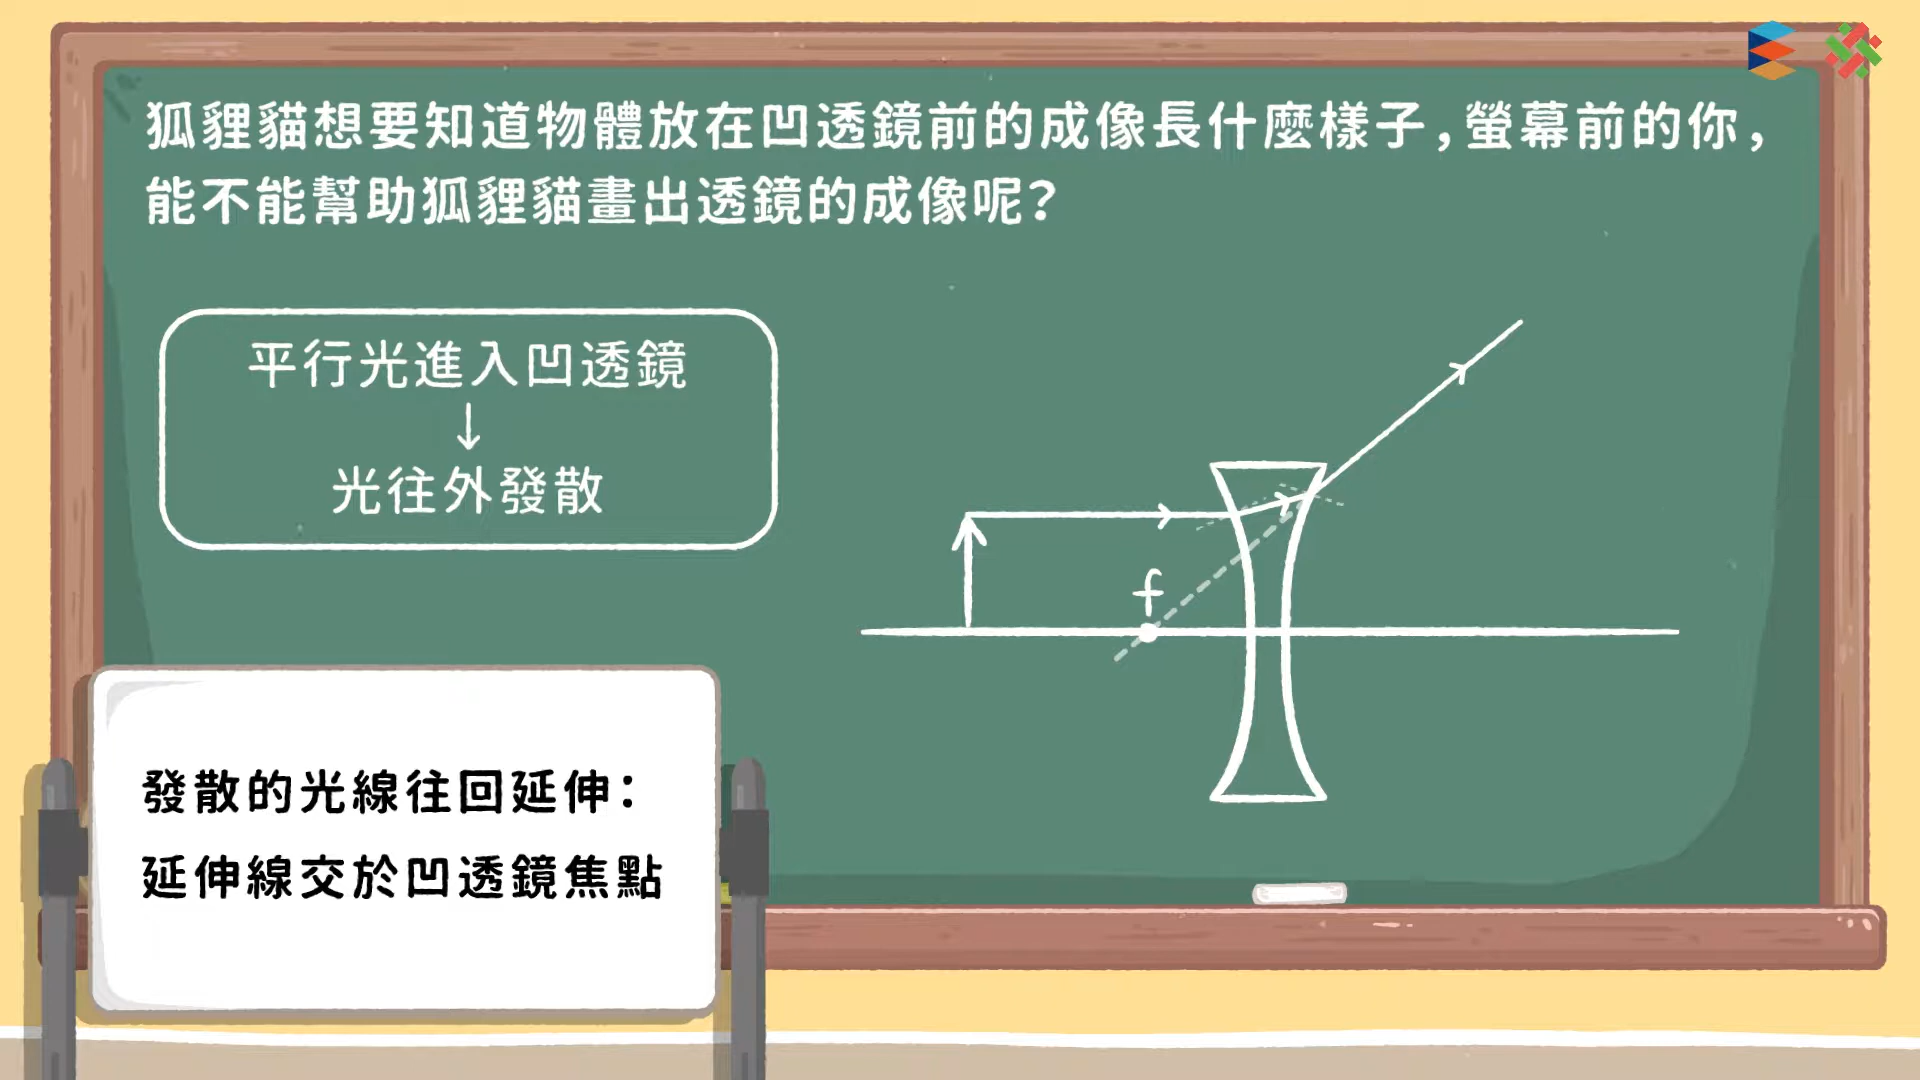 狐狸貓想要知道物體放在凹透鏡前的成像長什麼樣子,螢幕前的你,
能不能幫助狐狸貓畫出透鏡的成像呢?
平行光進入凹透鏡
↓
光往外發散
f
發散的光線往回延伸:
延伸線交於凹透鏡焦點